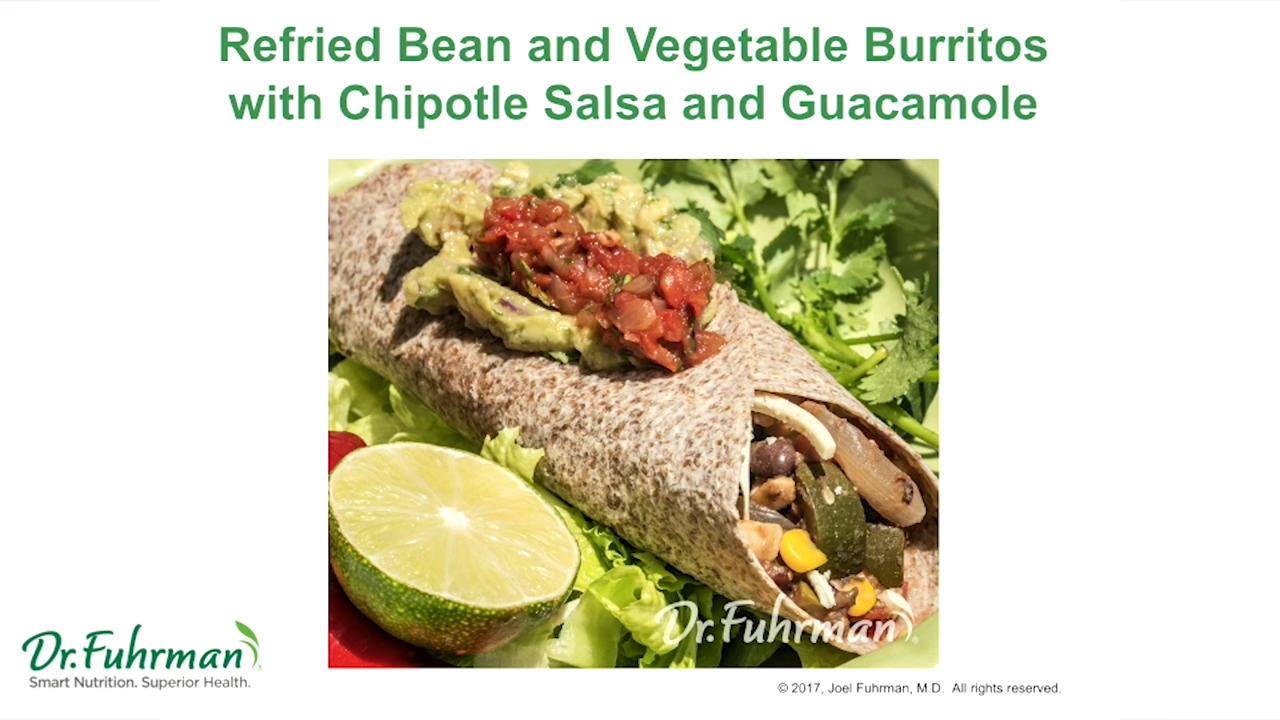 Refried Bean and Vegetable Burritos
with Chipotle Salsa and Guacamole
Dr.Fuhrman
Dr.Fuhrman
Smart Nutrition. Superior Health.
© 2017, Joel Fuhrman, M.D. All rights reserved.